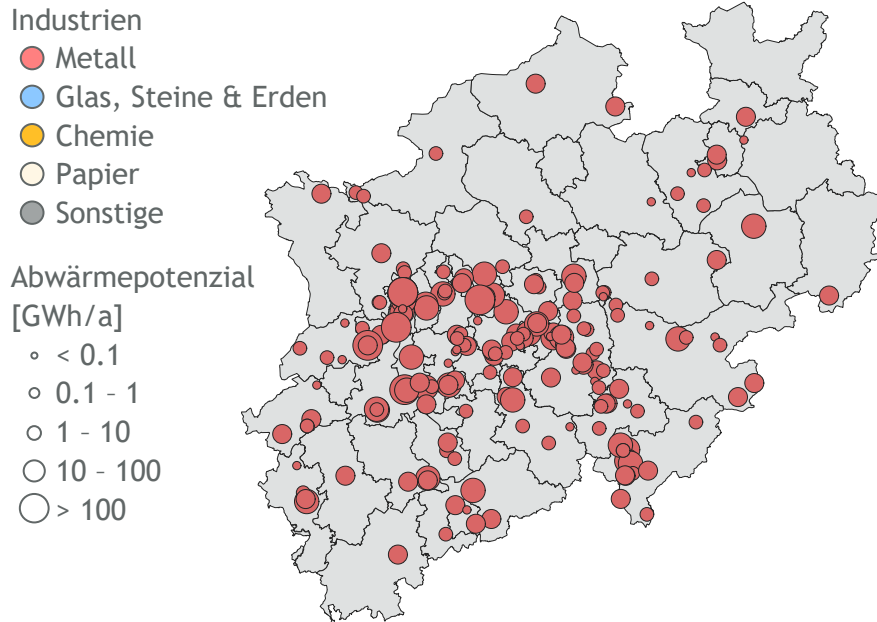 Industrien
Metall
Glas, Steine & Erden
Chemie
Papier
Sonstige
Abwärmepotenzial
[GWh/a]
< 0.1
0.1 – 1
1 – 10
10 – 100
> 100